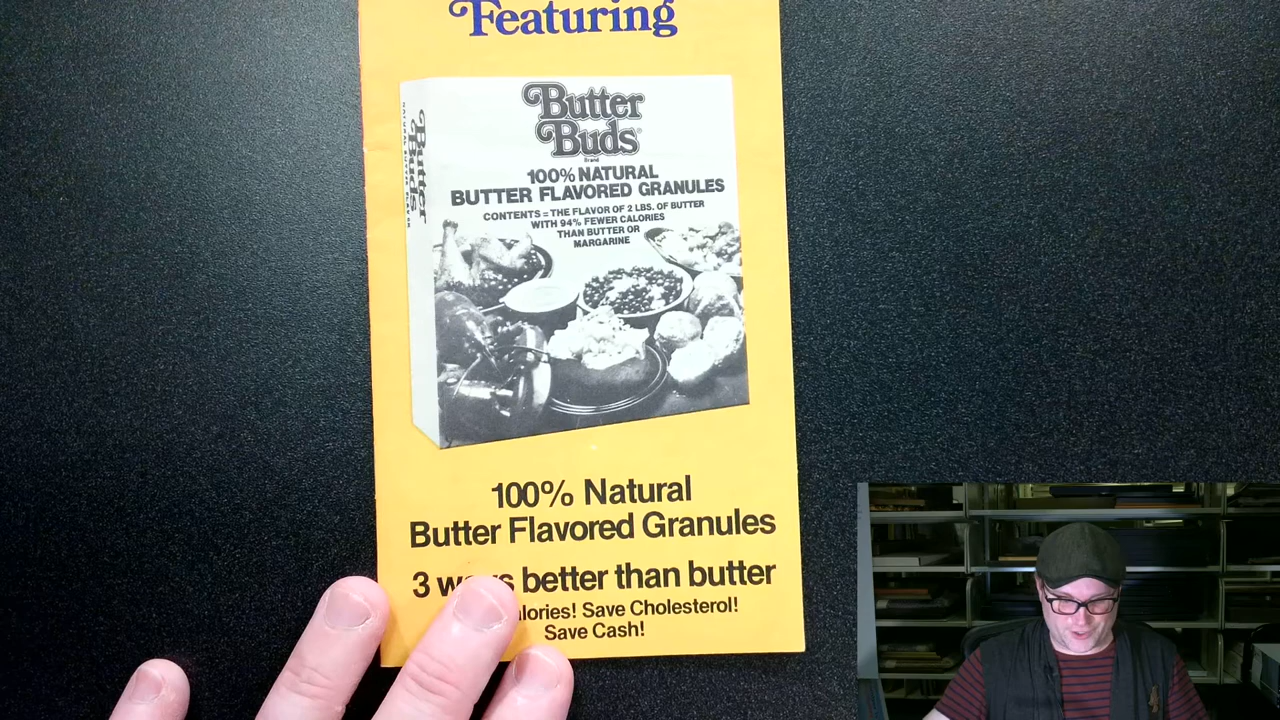 Featuring
Butter
Buds®
Brand
100% NATURAL
BUTTER FLAVORED GRANULES
CONTENTS = THE FLAVOR OF 2 LBS. OF BUTTER
WITH 94% FEWER CALORIES
THAN BUTTER OR
MARGARINE
Butter
Buds
100% Natural
Butter Flavored Granules
3 better than butter
Save Cholesterol!
Save Cash!